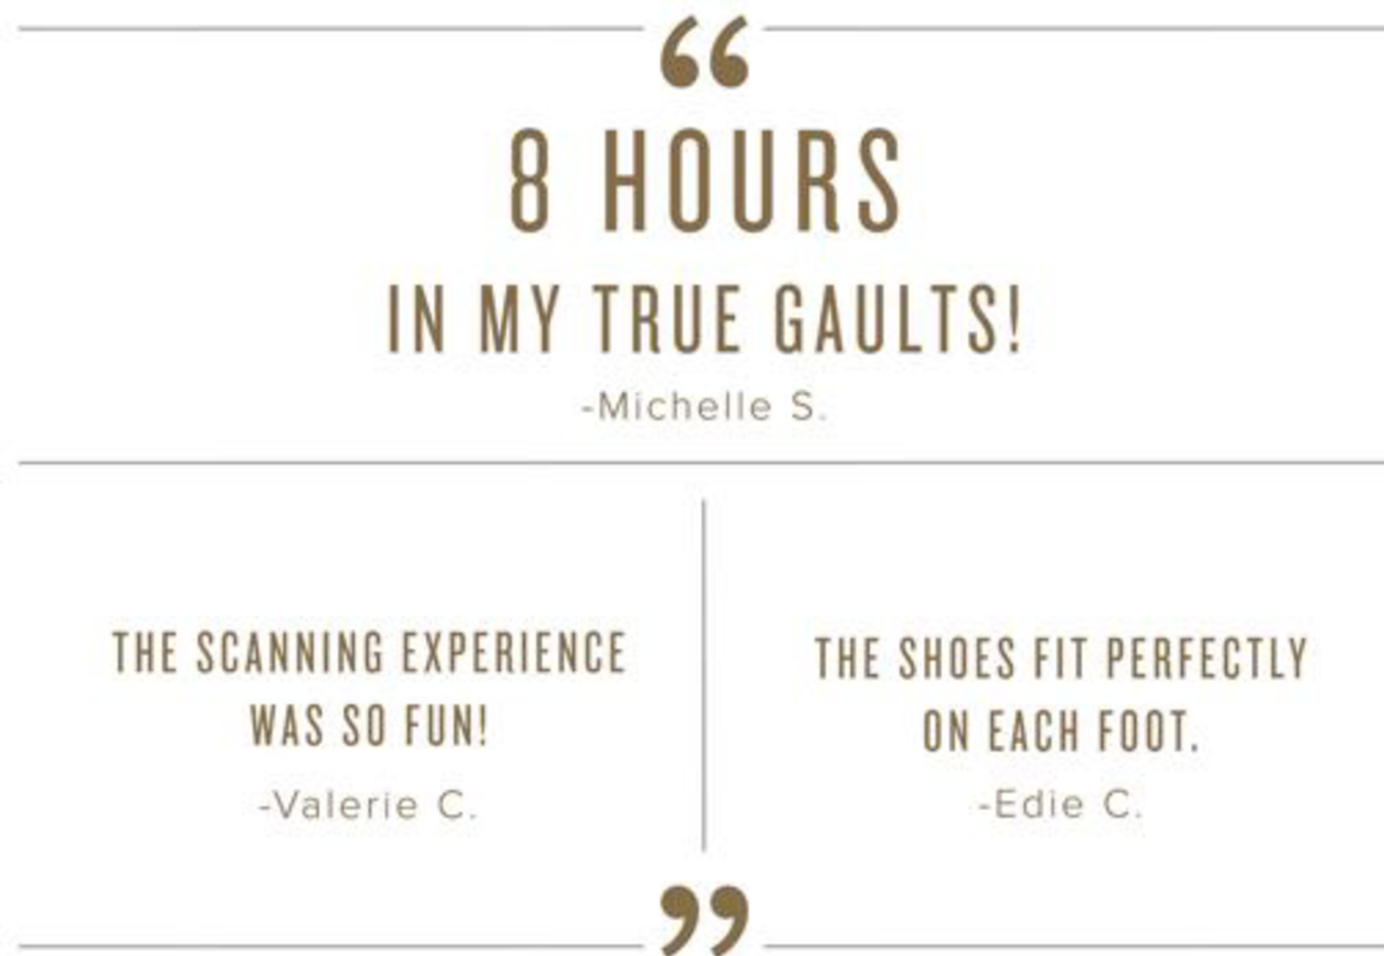 “
8 HOURS
IN MY TRUE GAULTS!
-Michelle S.
THE SCANNING EXPERIENCE
WAS SO FUN!
-Valerie C.
THE SHOES FIT PERFECTLY
ON EACH FOOT.
-Edie C.
”